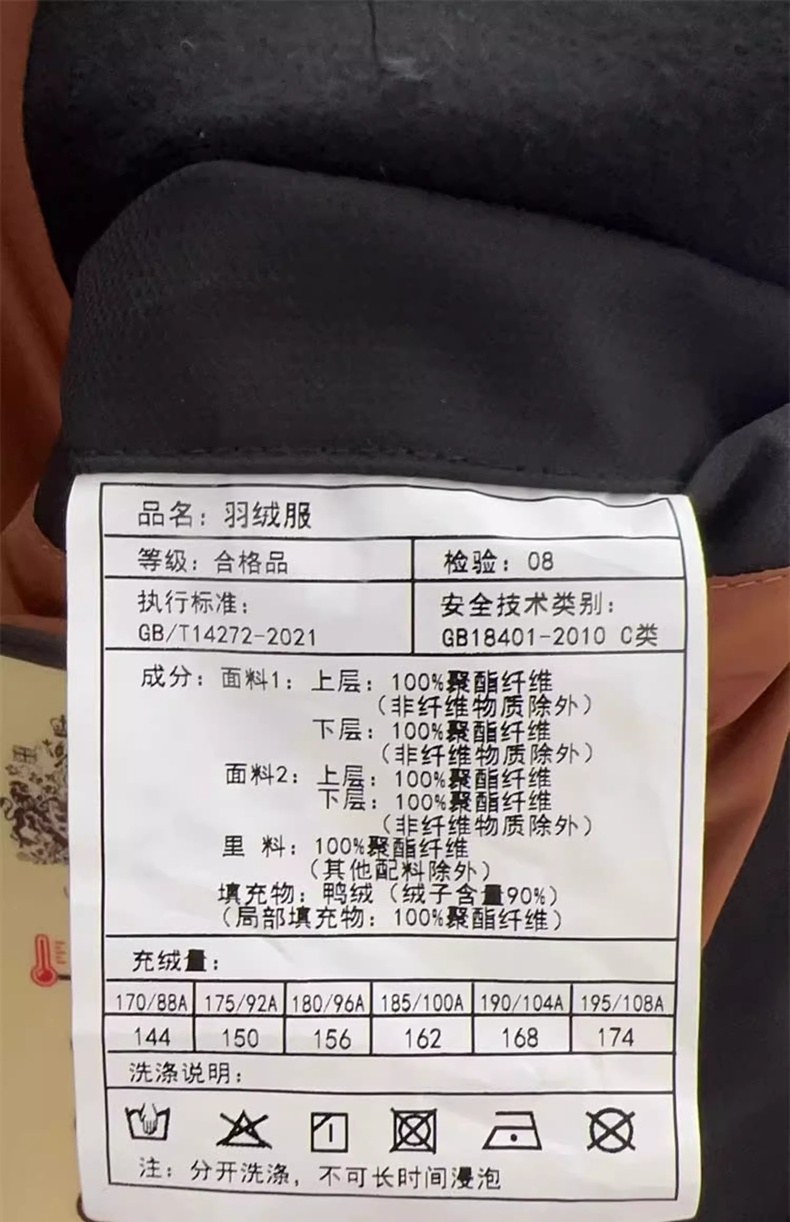 品名：羽绒服
等级：合格品 检验：08
执行标准： 安全技术类别：
GB/T14272-2021 GB18401-2010 C类
成分：面料1：上层：100%聚酯纤维
（非纤维物质除外）
下层：100%聚酯纤维
（非纤维物质除外）
面料2：上层：100%聚酯纤维
下层：100%聚酯纤维
（非纤维物质除外）
里 料：100%聚酯纤维
（其他配料除外）
填充物：鸭绒（绒子含量90%）
（局部填充物：100%聚酯纤维）
充绒量：
170/88A 175/92A 180/96A 185/100A 190/104A 195/108A
144 150 156 162 168 174
洗涤说明：
注：分开洗涤，不可长时间浸泡